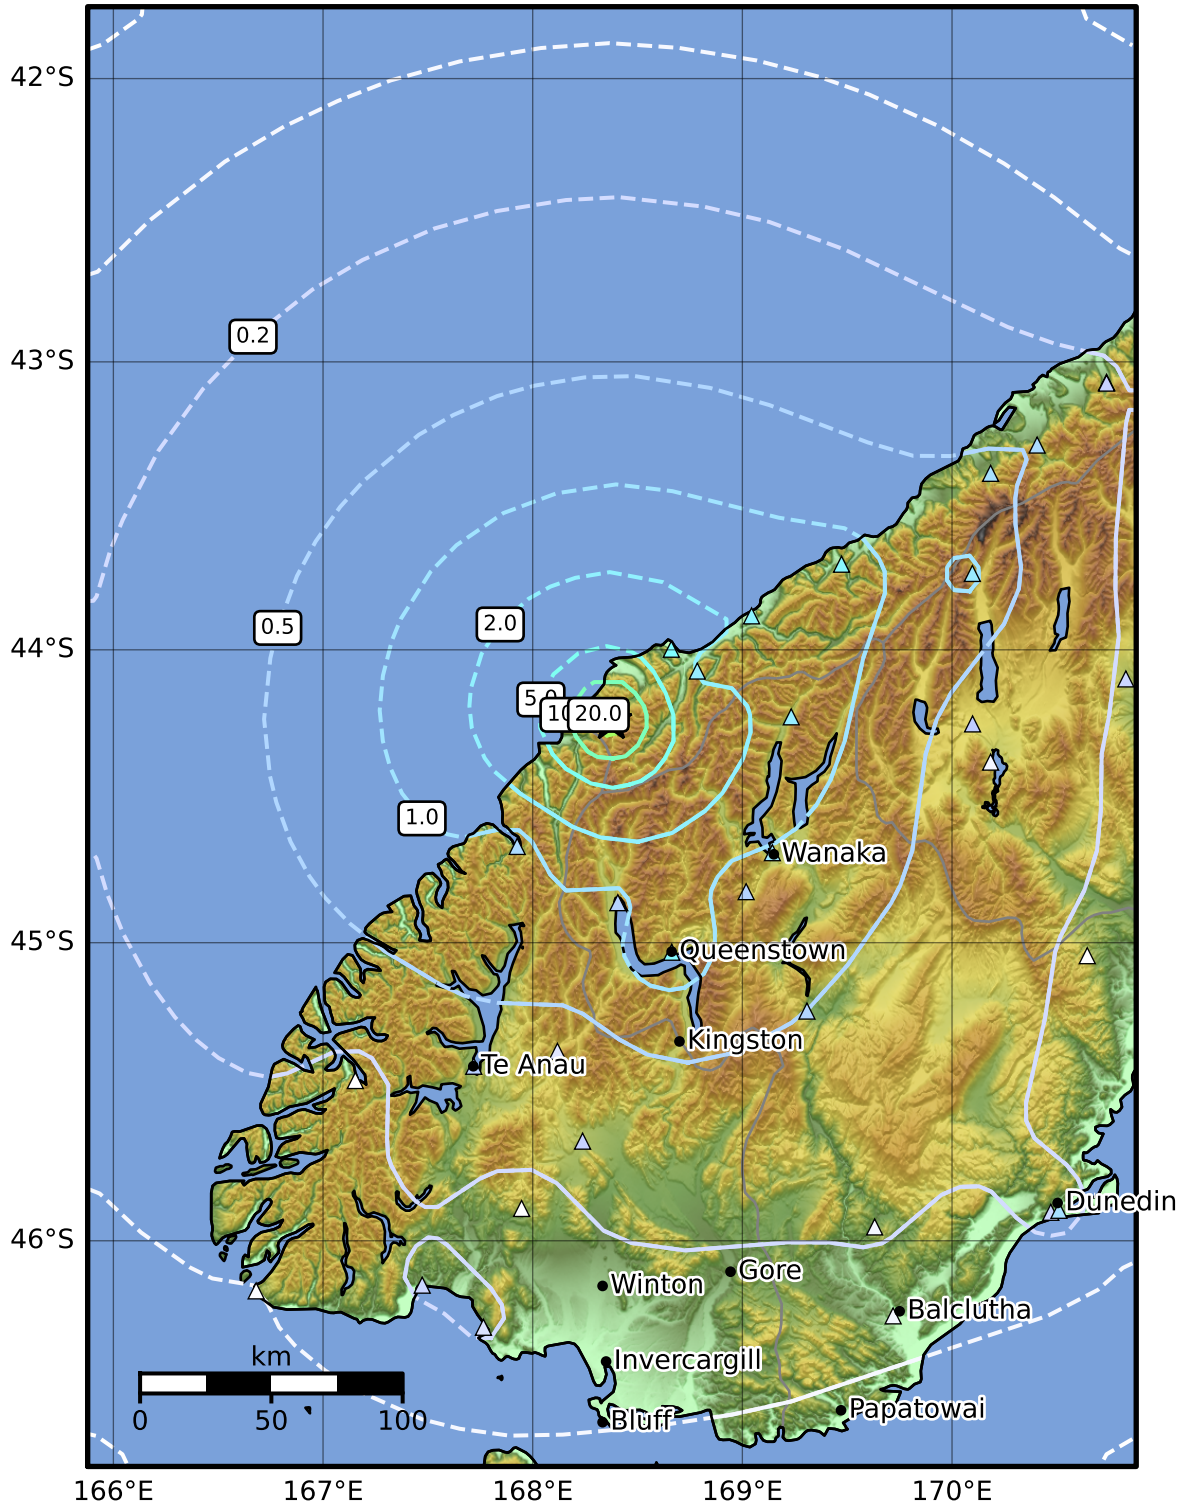 42°S
0.2
43°S
0.5
2.0
44°S
5.0
20.0
1.0
Wanaka
45°S
Queenstown
Kingston
Te Anau
Dunedin
46°S
Gore
Winton
Balclutha
km
Invercargill
Papatowai
Bluff
0 50 100
166°E 167°E 168°E 169°E 170°E